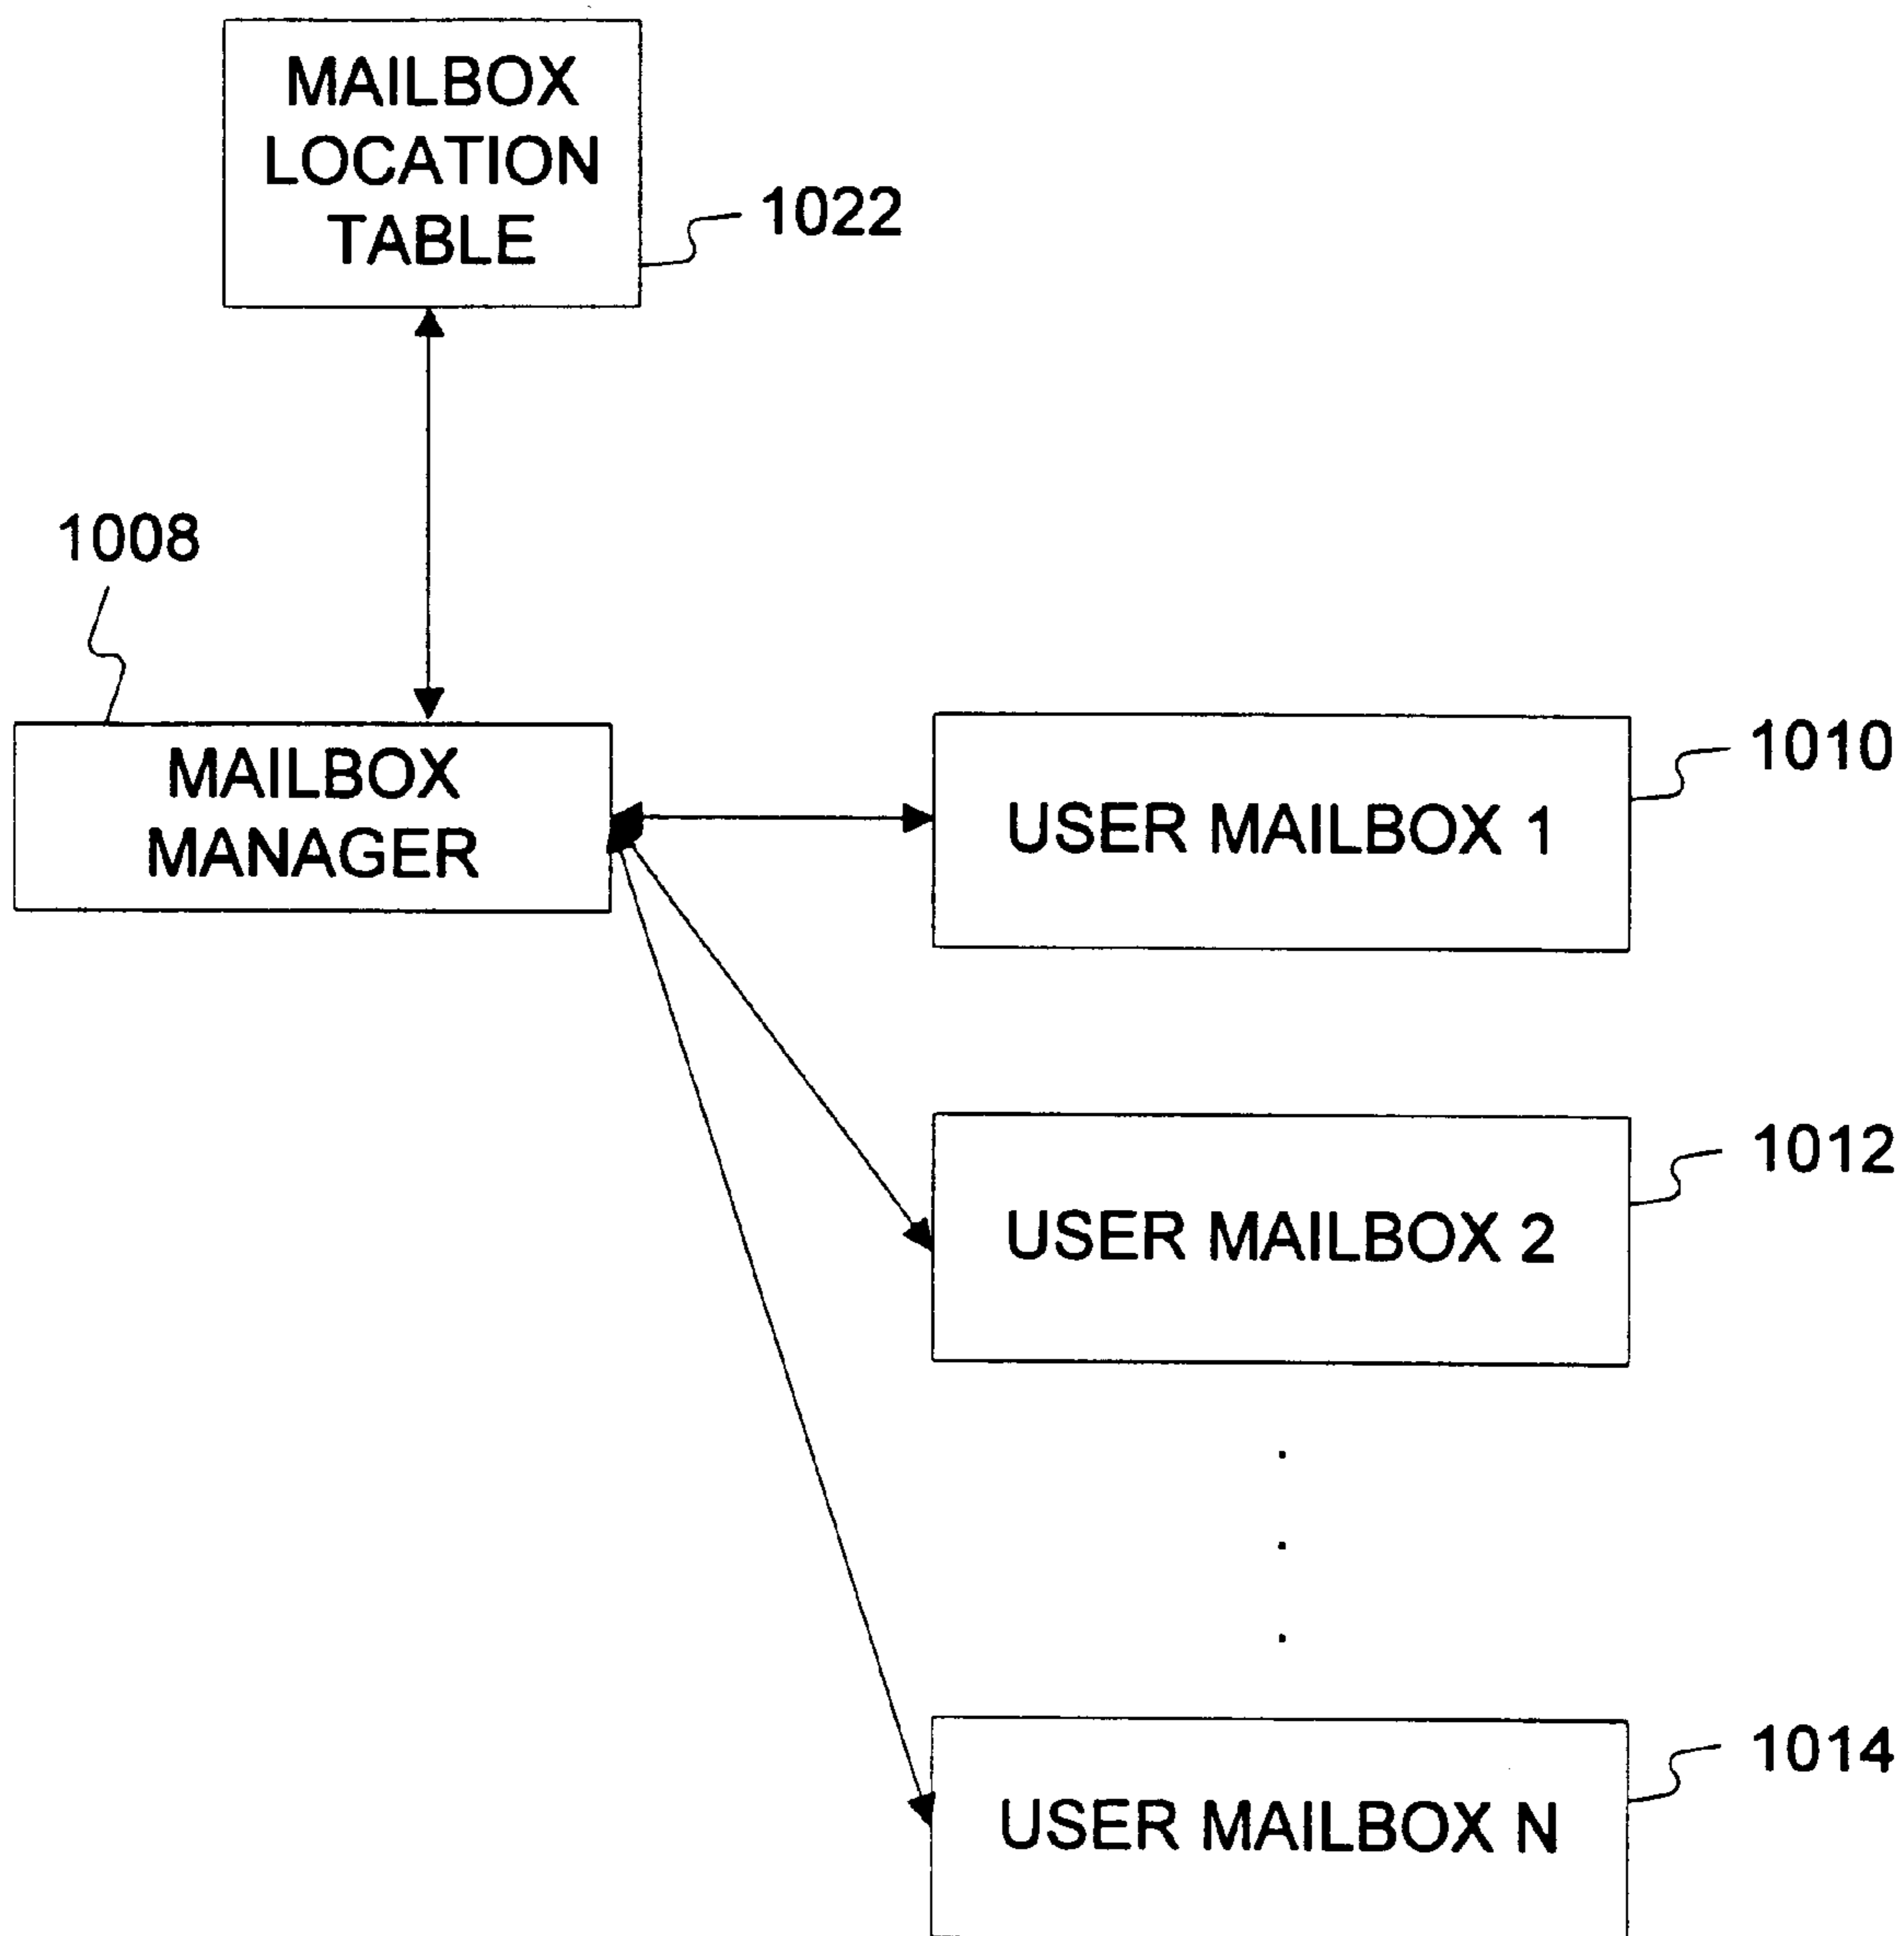 MAILBOX
LOCATION
TABLE
1022
1008
MAILBOX
MANAGER
USER MAILBOX 1
1010
USER MAILBOX 2
1012
USER MAILBOX N
1014